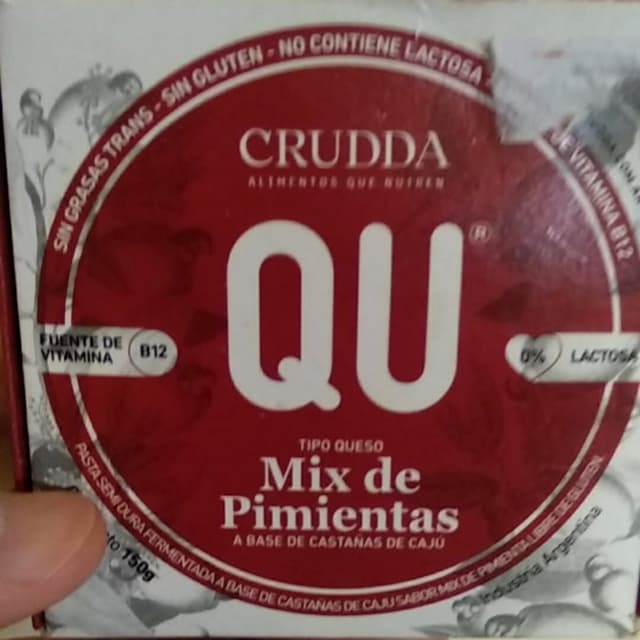 SIN GRASAS TRANS - SIN GLUTEN - NO CONTIENE LACTOSA -
DE VITAMINA B12
CRUDDA
ALIMENTOS QUE NUTREN
QU®
FUENTE DE
VITAMINA B12
0% LACTOSA
TIPO QUESO
Mix de
Pimientas
A BASE DE CASTAÑAS DE CAJÚ
PASTA SEMI DURA FERMENTADA A BASE DE CASTAÑAS DE CAJU SABOR MIX DE PIMIENTA LIBRE DE GLUTEN.
150g
Industria Argentina